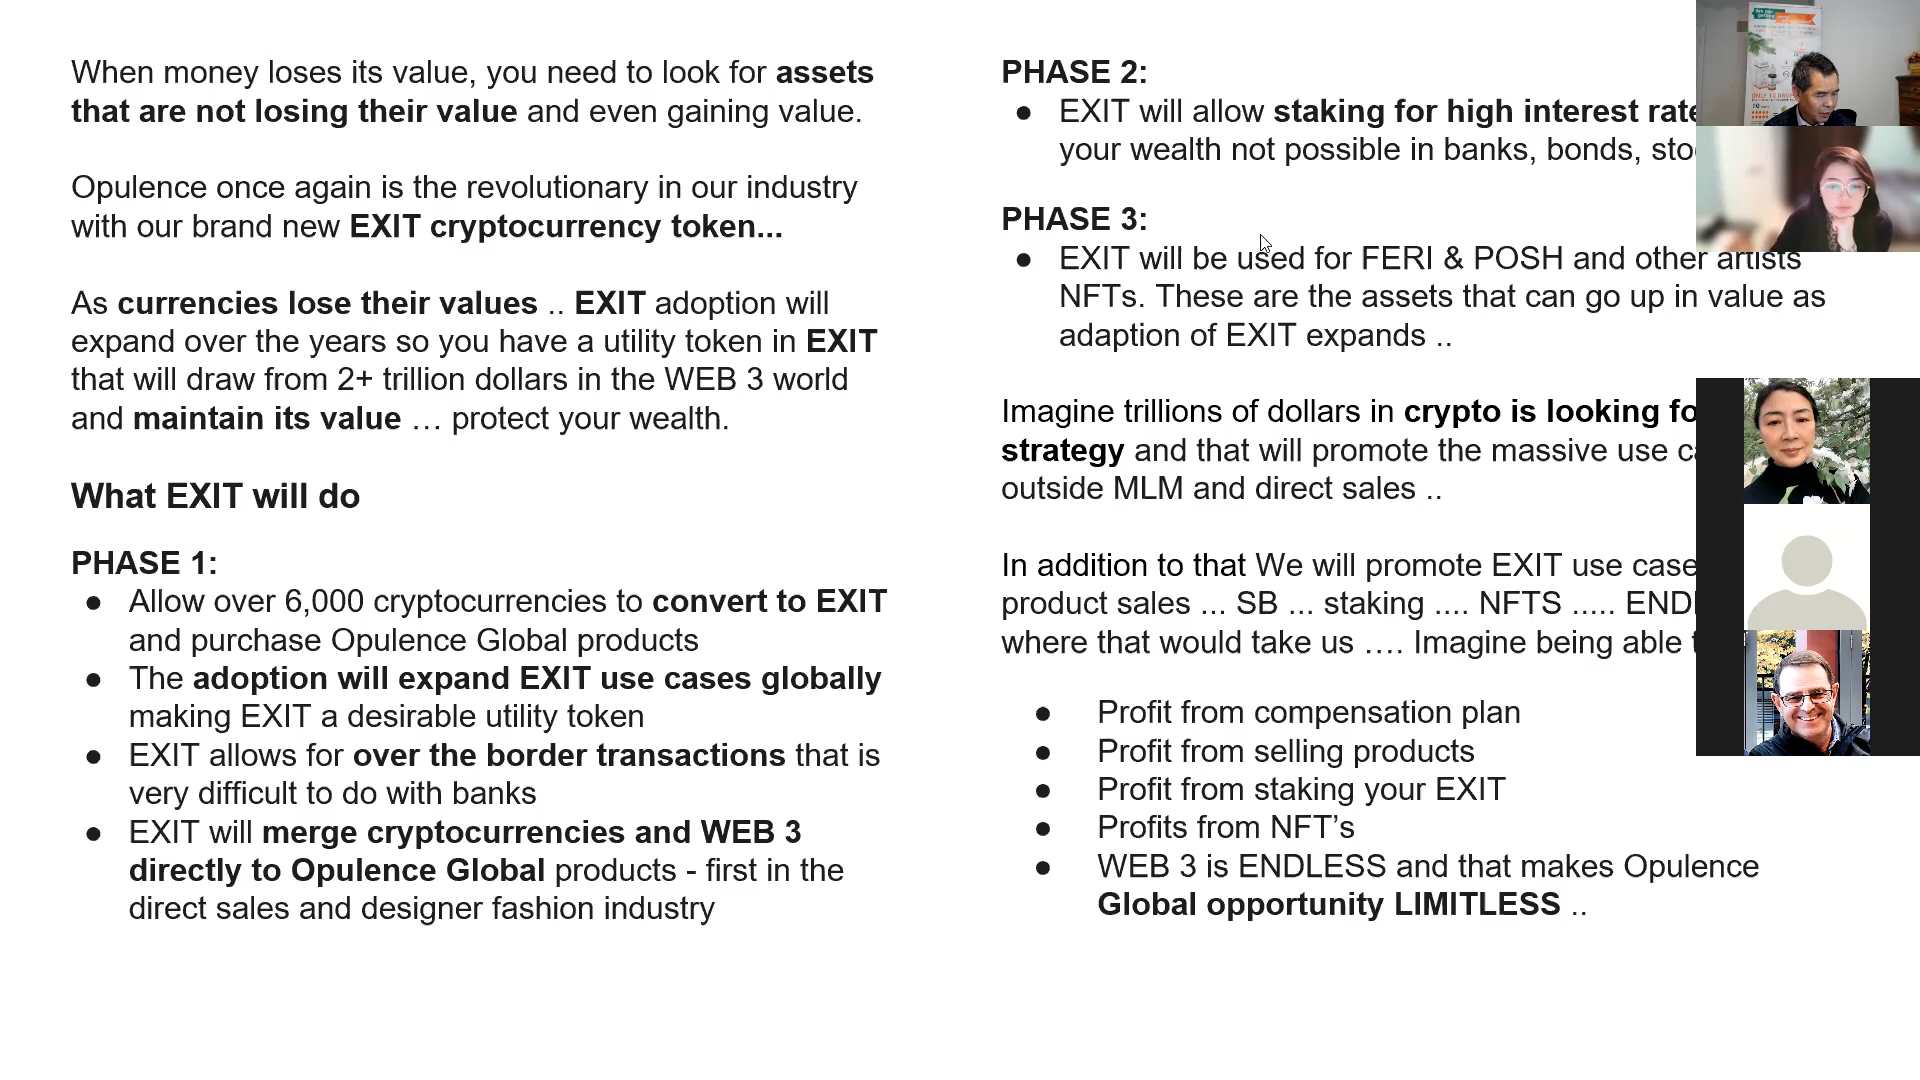 When money loses its value, you need to look for assets
that are not losing their value and even gaining value.
Opulence once again is the revolutionary in our industry
with our brand new EXIT cryptocurrency token...
As currencies lose their values .. EXIT adoption will
expand over the years so you have a utility token in EXIT
that will draw from 2+ trillion dollars in the WEB 3 world
and maintain its value … protect your wealth.
What EXIT will do
PHASE 1:
● Allow over 6,000 cryptocurrencies to convert to EXIT
and purchase Opulence Global products
● The adoption will expand EXIT use cases globally
making EXIT a desirable utility token
● EXIT allows for over the border transactions that is
very difficult to do with banks
● EXIT will merge cryptocurrencies and WEB 3
directly to Opulence Global products - first in the
direct sales and designer fashion industry
PHASE 2:
● EXIT will allow staking for high interest
your wealth not possible in banks, bonds,
PHASE 3:
● EXIT will be used for FERI & POSH and other artists
NFTs. These are the assets that can go up in value as
adaption of EXIT expands ..
Imagine trillions of dollars in crypto is looking
strategy and that will promote the massive use
outside MLM and direct sales ..
In addition to that We will promote EXIT use
product sales ... SB ... staking .... NFTS .....
where that would take us …. Imagine being able
● Profit from compensation plan
● Profit from selling products
● Profit from staking your EXIT
● Profits from NFT’s
● WEB 3 is ENDLESS and that makes Opulence
Global opportunity LIMITLESS ..